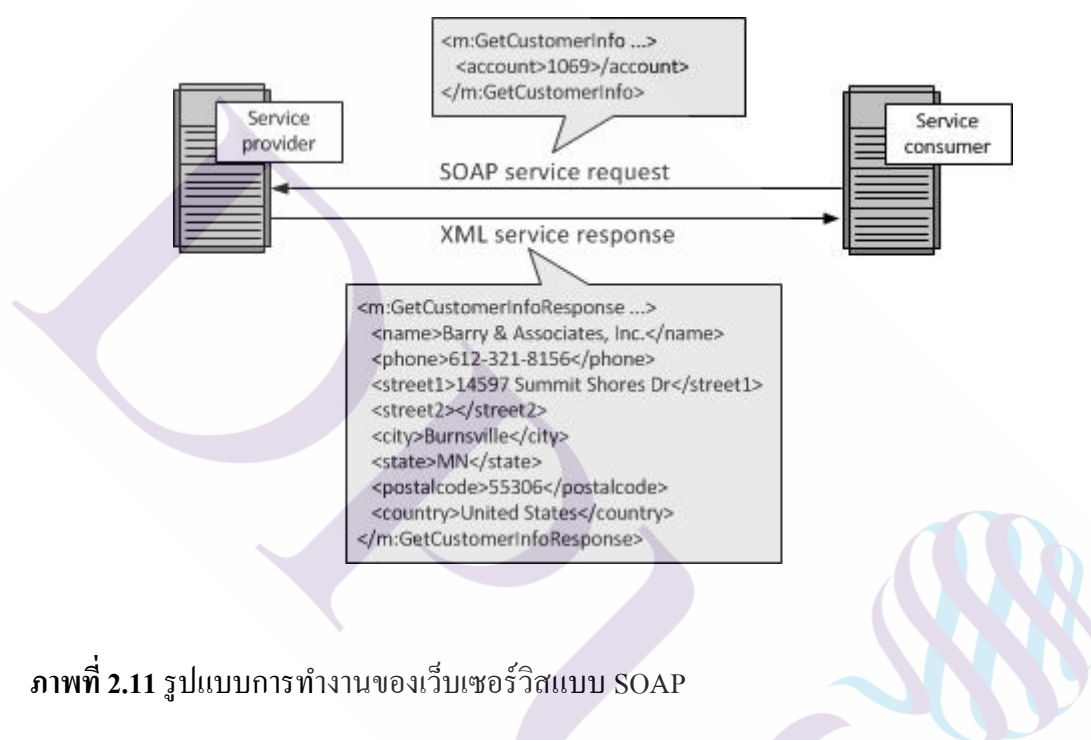 <m:GetCustomerInfo ...>
<account>1069>/account>
</m:GetCustomerInfo>
Service
provider
Service
consumer
SOAP service request
XML service response
<m:GetCustomerInfoResponse ...>
<name>Barry & Associates, Inc.</name>
<phone>612-321-8156</phone>
<street1>14597 Summit Shores Dr</street1>
<street2></street2>
<city>Burnsville</city>
<state>MN</state>
<postalcode>55306</postalcode>
<country>United States</country>
</m:GetCustomerInfoResponse>
ภาพที่ 2.11 รูปแบบการทำงานของเว็บเซอร์วิสแบบ SOAP